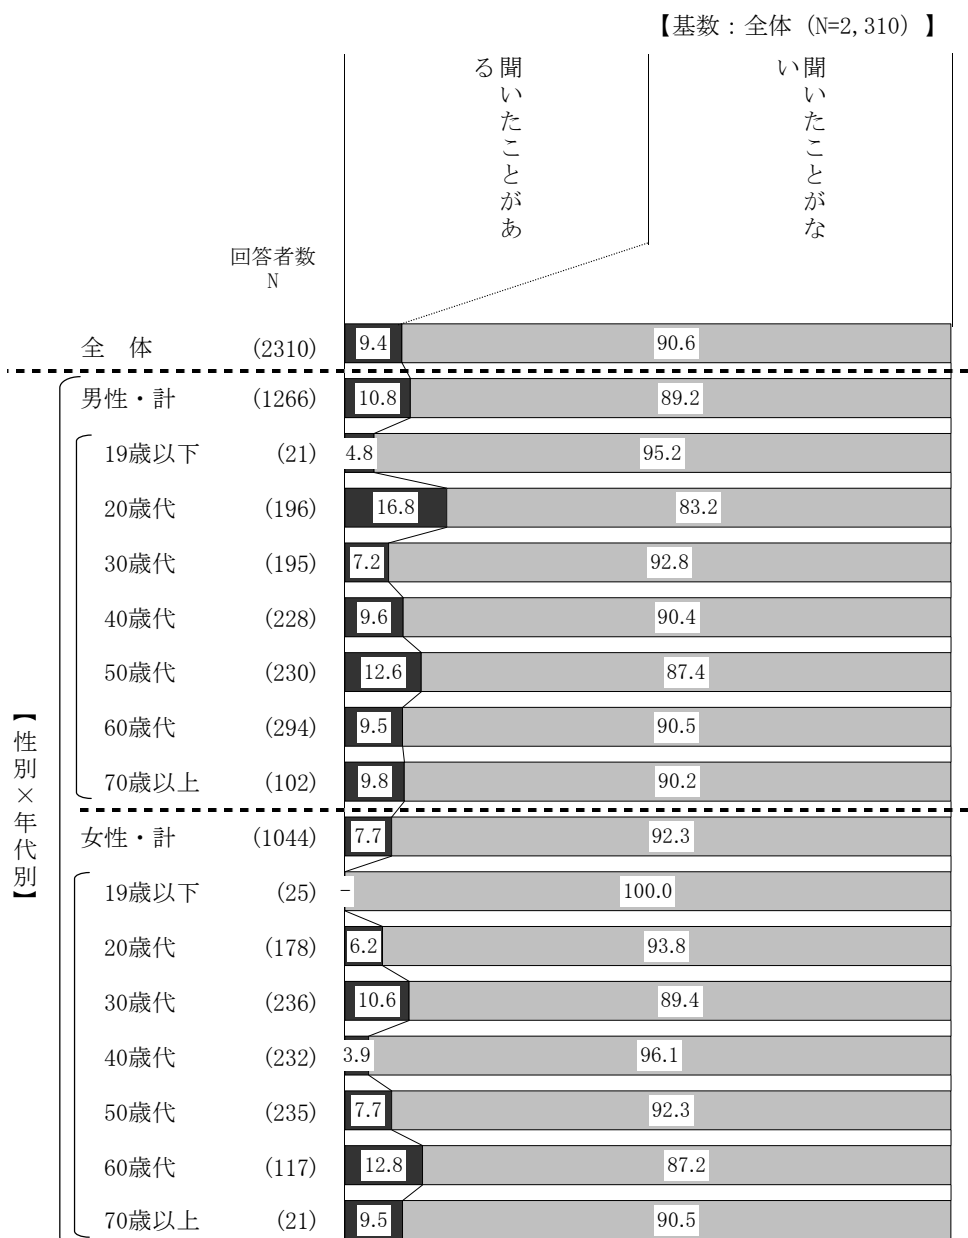 【基数：全体（N=2,310）】
聞いたことがあ
る
聞いたことがな
い
回答者数
N
全　体 (2310) 9.4 90.6
男性・計 (1266) 10.8 89.2
19歳以下 (21) 4.8 95.2
20歳代 (196) 16.8 83.2
30歳代 (195) 7.2 92.8
40歳代 (228) 9.6 90.4
50歳代 (230) 12.6 87.4
60歳代 (294) 9.5 90.5
70歳以上 (102) 9.8 90.2
女性・計 (1044) 7.7 92.3
19歳以下 (25) － 100.0
20歳代 (178) 6.2 93.8
30歳代 (236) 10.6 89.4
40歳代 (232) 3.9 96.1
50歳代 (235) 7.7 92.3
60歳代 (117) 12.8 87.2
70歳以上 (21) 9.5 90.5
【性別×年代別】